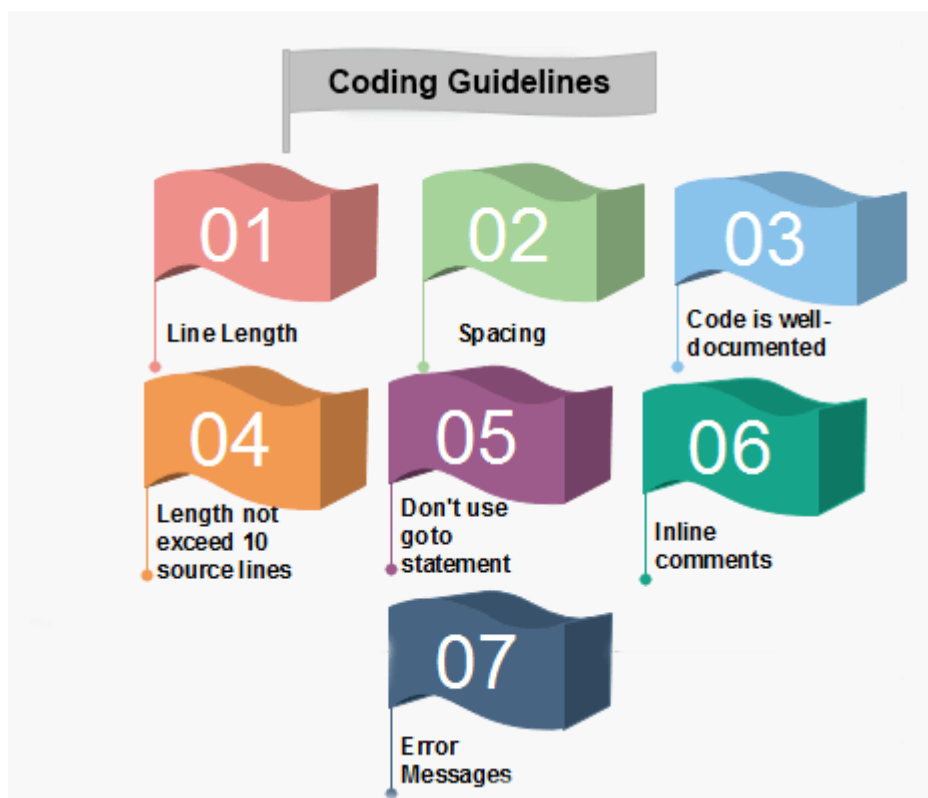 Coding Guidelines
01
Line Length
02
Spacing
03
Code is well-
documented
04
Length not
exceed 10
source lines
05
Don't use
goto
statement
06
Inline
comments
07
Error
Messages